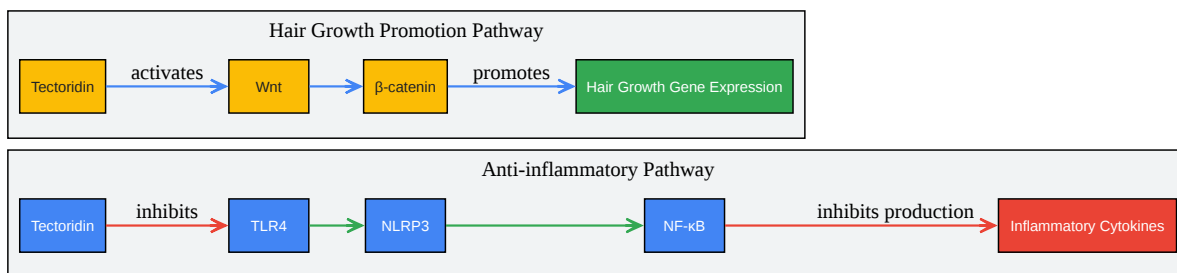 Hair Growth Promotion Pathway
Tectoridin
activates
Wnt
β-catenin
promotes
Hair Growth Gene Expression
Anti-inflammatory Pathway
Tectoridin
inhibits
TLR4
NLRP3
NF-κB
inhibits production
Inflammatory Cytokines